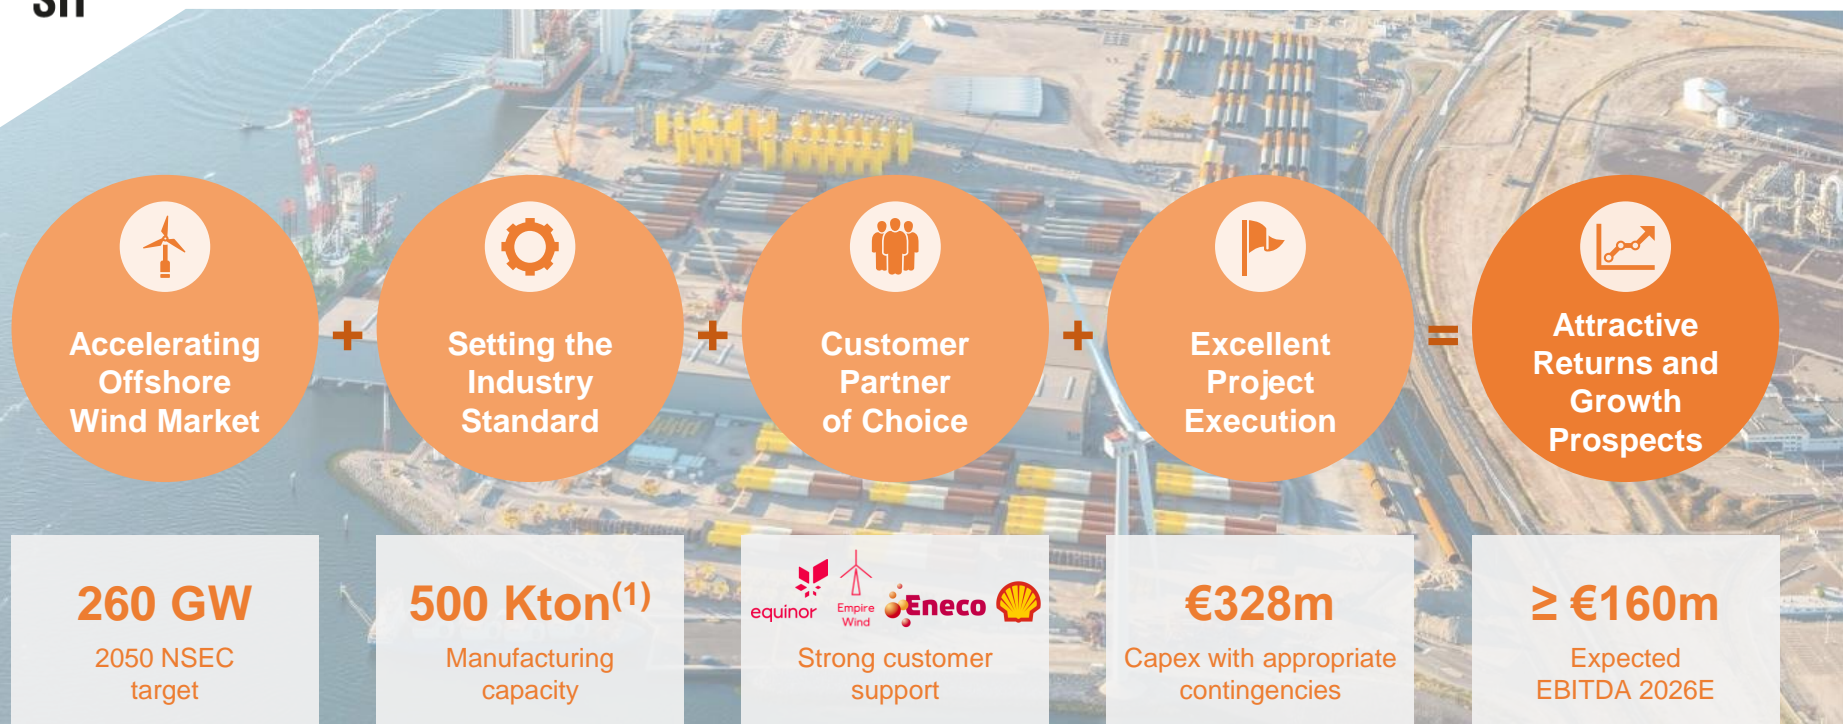 Accelerating
Offshore
Wind Market
+
Setting the
Industry
Standard
+
Customer
Partner
of Choice
+
Excellent
Project
Execution
=
Attractive
Returns and
Growth
Prospects
260 GW
2050 NSEC
target
500 Kton(1)
Manufacturing
capacity
equinor
Empire
Wind
Eneco
Strong customer
support
€328m
Capex with appropriate
contingencies
≥ €160m
Expected
EBITDA 2026E